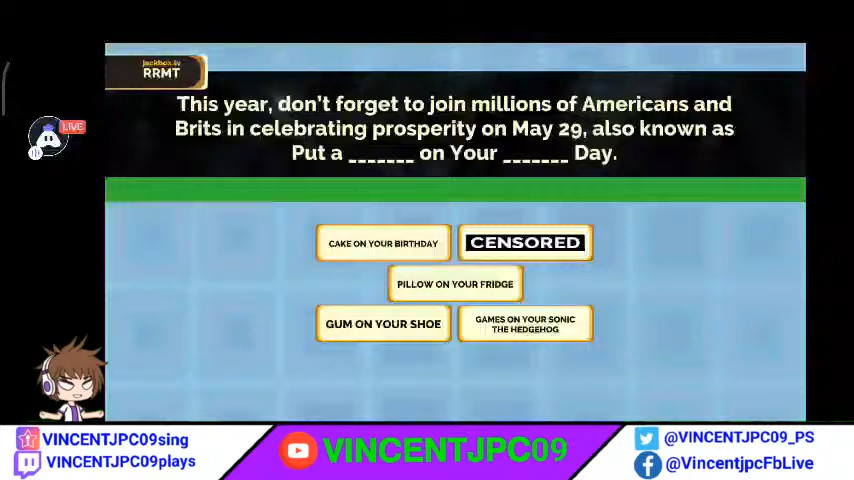 jackbox.tv
RRMT
This year, don't forget to join millions of Americans and
Brits in celebrating prosperity on May 29, also known as
Put a _______ on Your _______ Day.
LIVE
CAKE ON YOUR BIRTHDAY
CENSORED
PILLOW ON YOUR FRIDGE
GUM ON YOUR SHOE
GAMES ON YOUR SONIC
THE HEDGEHOG
VINCENTJPC09sing
VINCENTJPC09plays
VINCENTJPC09
@VINCENTJPC09_PS
@VincentjpcFbLive